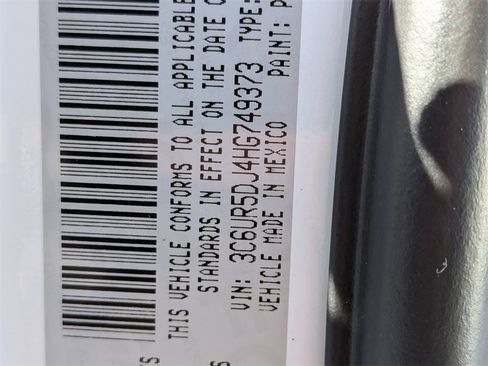 THIS VEHICLE CONFORMS TO ALL APPLICABLE
STANDARDS IN EFFECT ON THE DATE
VIN: 3C6UR5DJ4HG749373 TYPE:
VEHICLE MADE IN MEXICO PAINT: